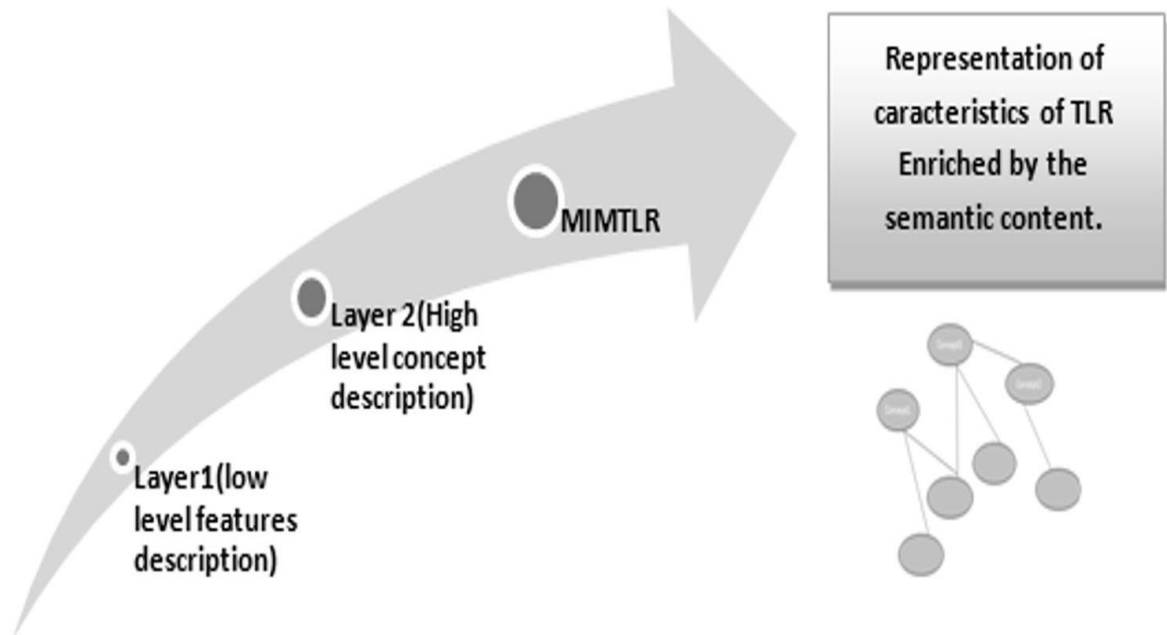 Representation of
caracteristics of TLR
Enriched by the
semantic content.
MIMTLR
Layer 2(High
level concept
description)
Layer1(low
level features
description)